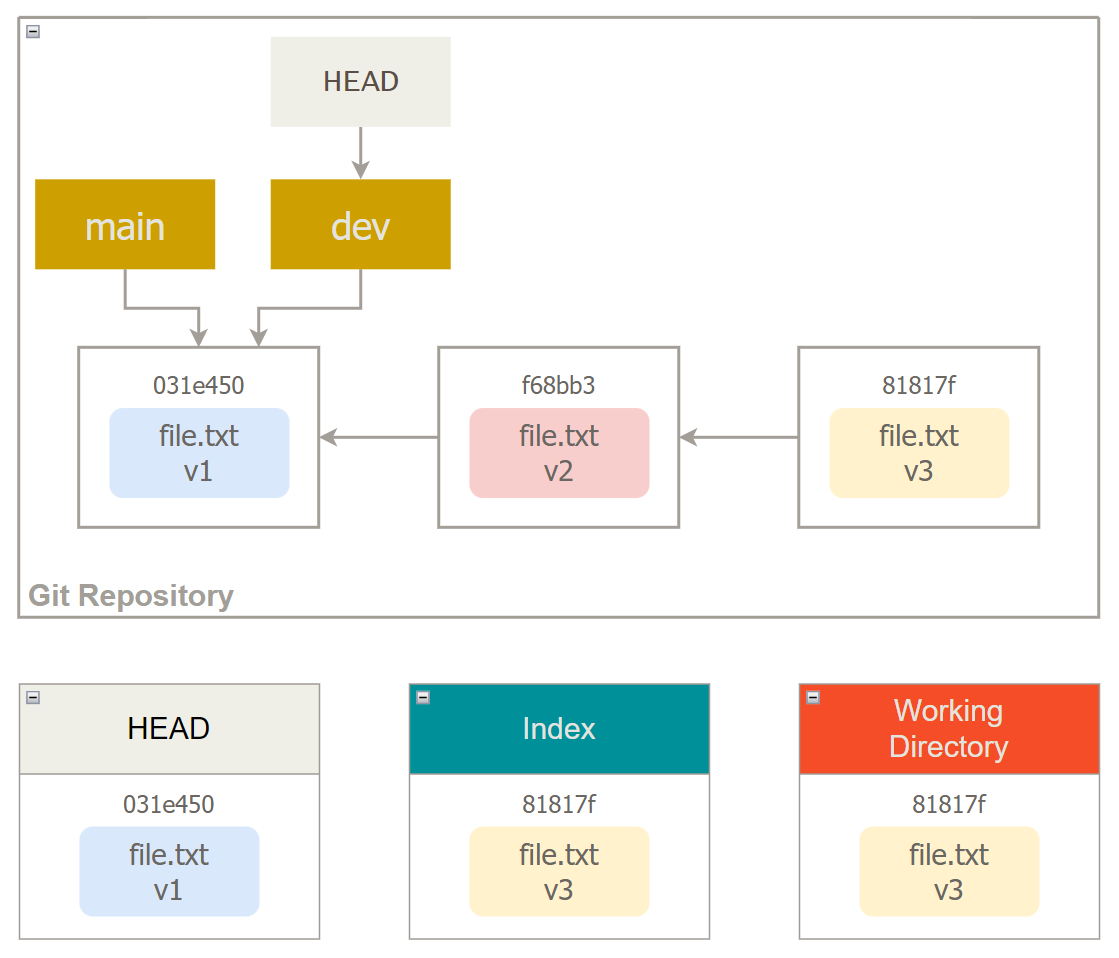 HEAD
main
dev
031e450
file.txt
v1
f68bb3
file.txt
v2
81817f
file.txt
v3
Git Repository
HEAD
031e450
file.txt
v1
Index
81817f
file.txt
v3
Working
Directory
81817f
file.txt
v3